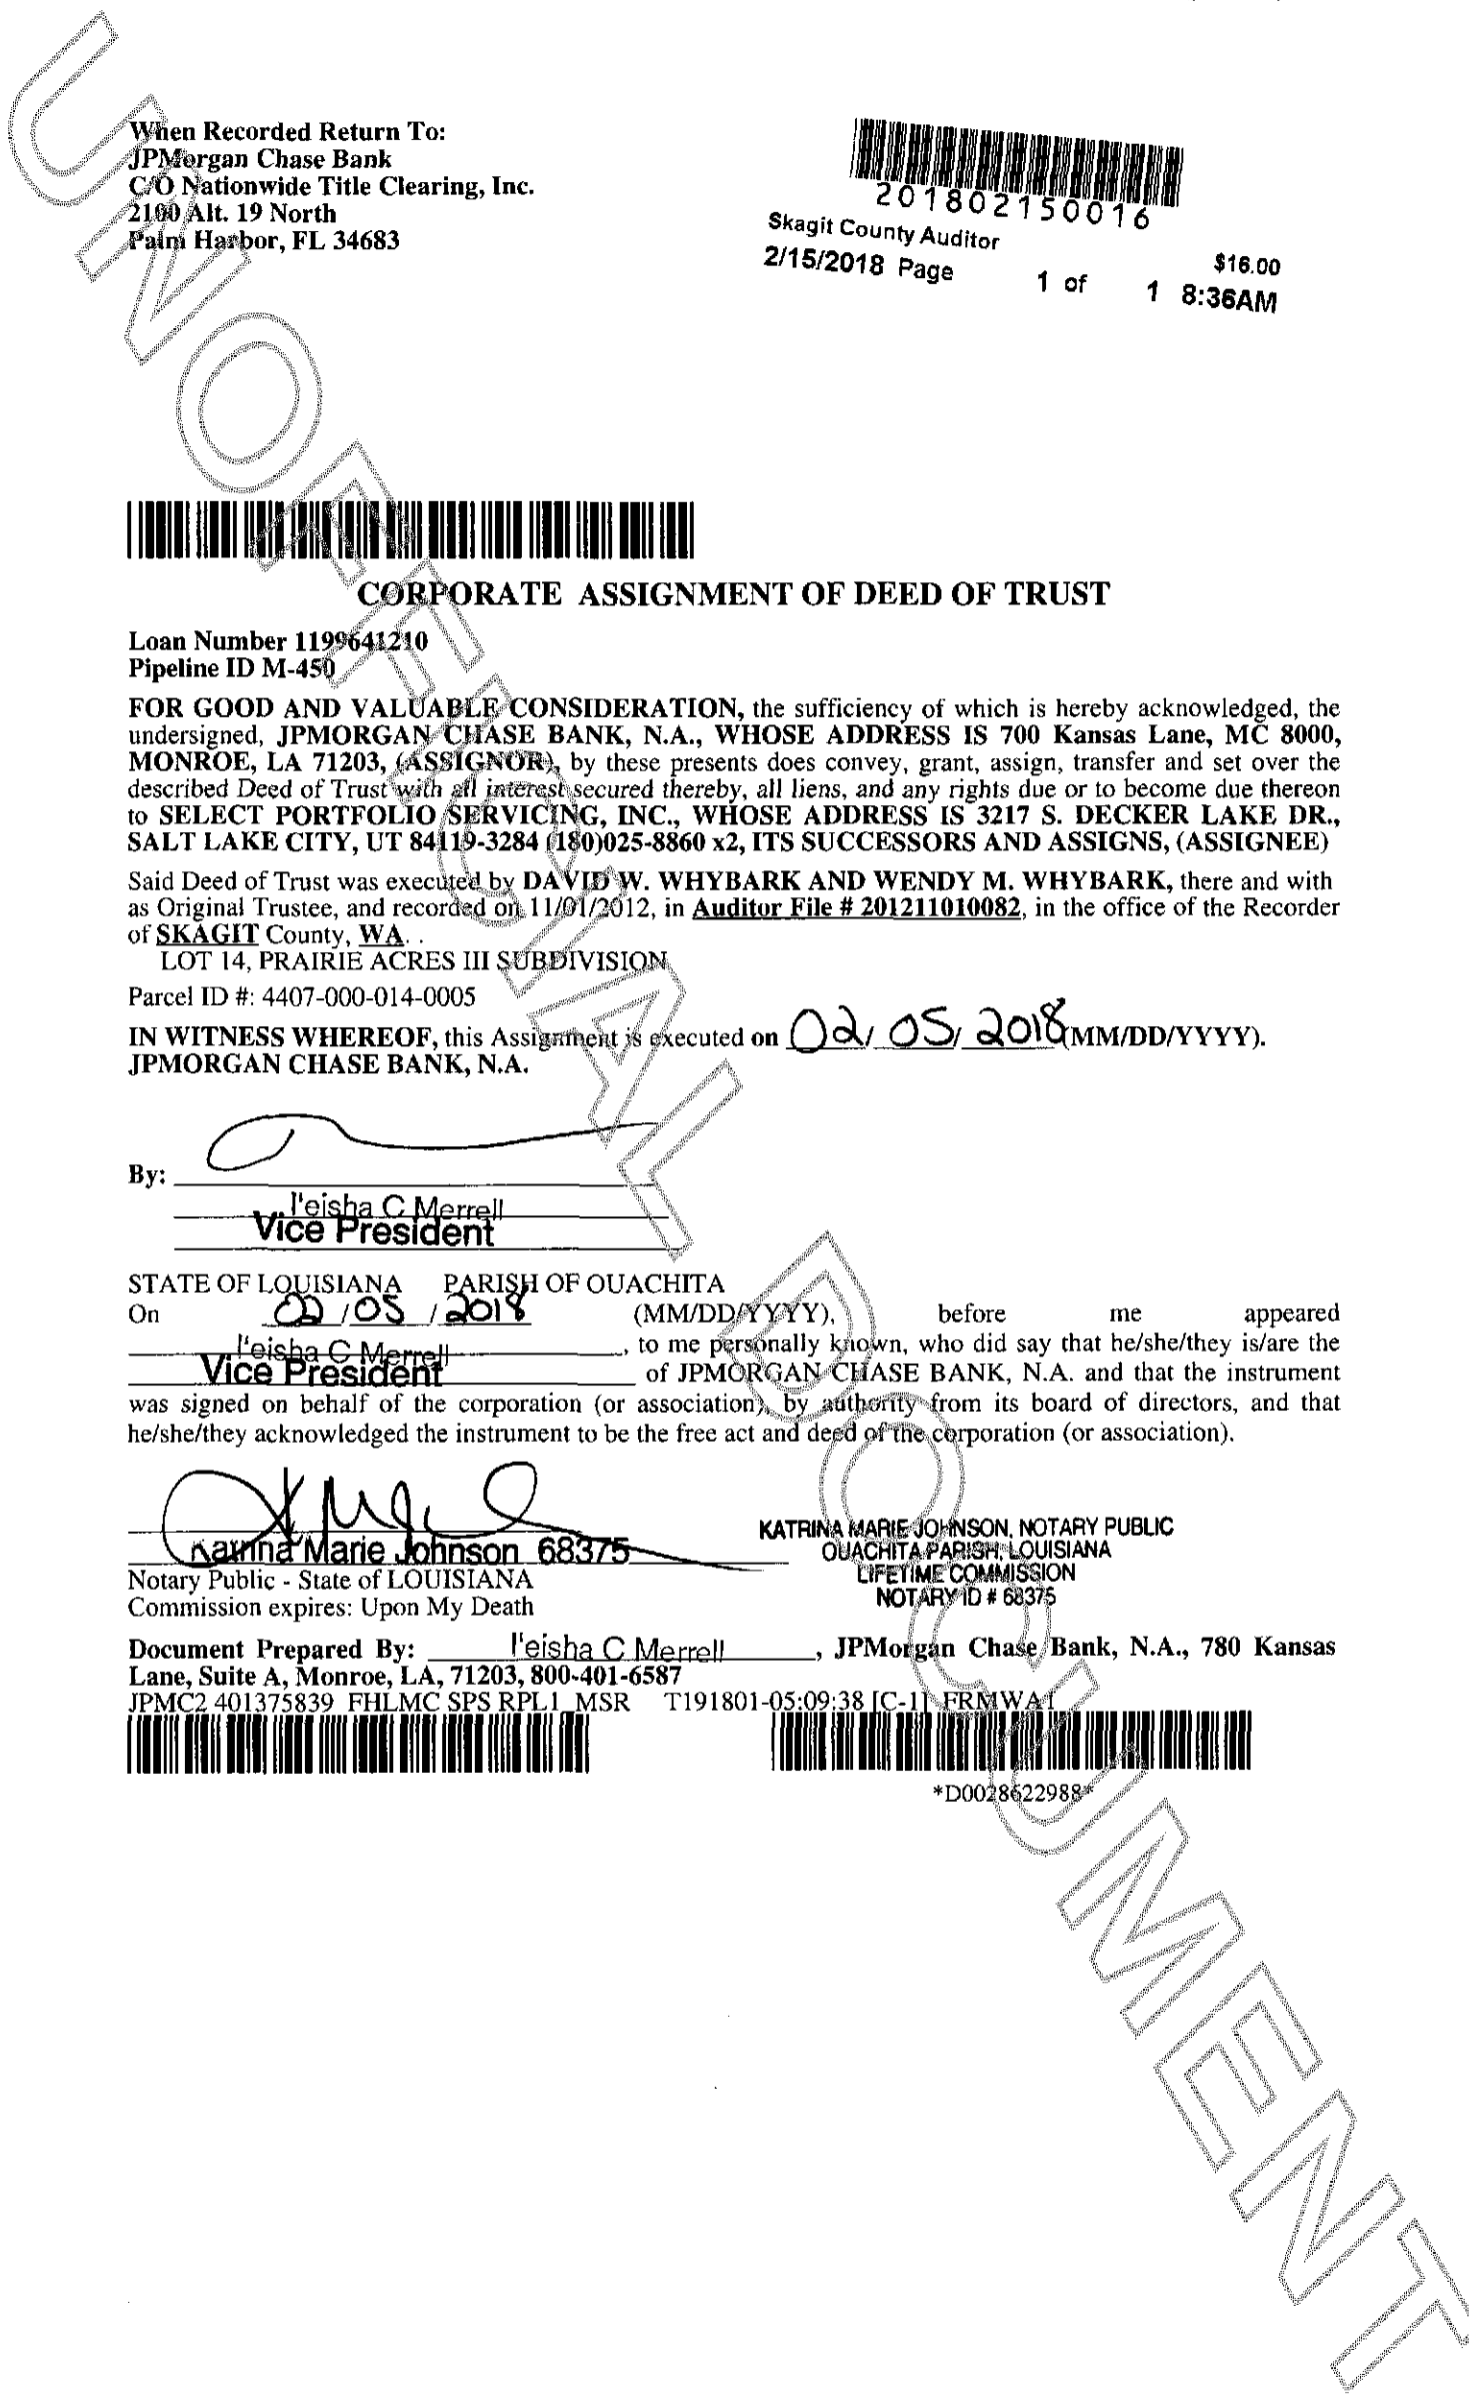 When Recorded Return To:
JPMorgan Chase Bank
C/O Nationwide Title Clearing, Inc.
2100 Alt. 19 North
Palm Harbor, FL 34683
201802150016
Skagit County Auditor $16.00
2/15/2018 Page 1 of 1 8:36AM
CORPORATE ASSIGNMENT OF DEED OF TRUST
Loan Number 1199641210
Pipeline ID M-450
FOR GOOD AND VALUABLE CONSIDERATION, the sufficiency of which is hereby acknowledged, the
undersigned, JPMORGAN CHASE BANK, N.A., WHOSE ADDRESS IS 700 Kansas Lane, MC 8000,
MONROE, LA 71203, (ASSIGNOR), by these presents does convey, grant, assign, transfer and set over the
described Deed of Trust with all interest secured thereby, all liens, and any rights due or to become due thereon
to SELECT PORTFOLIO SERVICING, INC., WHOSE ADDRESS IS 3217 S. DECKER LAKE DR.,
SALT LAKE CITY, UT 84119-3284 (180)025-8860 x2, ITS SUCCESSORS AND ASSIGNS, (ASSIGNEE)
Said Deed of Trust was executed by DAVID W. WHYBARK AND WENDY M. WHYBARK, there and with
as Original Trustee, and recorded on 11/01/2012, in Auditor File # 201211010082, in the office of the Recorder
of SKAGIT County, WA. .
LOT 14, PRAIRIE ACRES III SUBDIVISION
Parcel ID #: 4407-000-014-0005
IN WITNESS WHEREOF, this Assignment is executed on 02/ 05/ 2018 (MM/DD/YYYY).
JPMORGAN CHASE BANK, N.A.
By:
I'eisha C Merrell
Vice President
STATE OF LOUISIANA PARISH OF OUACHITA
On 02 / 05 / 2018 (MM/DD/YYYY), before me appeared
I'eisha C Merrell, to me personally known, who did say that he/she/they is/are the
Vice President of JPMORGAN CHASE BANK, N.A. and that the instrument
was signed on behalf of the corporation (or association), by authority from its board of directors, and that
he/she/they acknowledged the instrument to be the free act and deed of the corporation (or association).
Katrina Marie Johnson 68375
KATRINA MARIE JOHNSON, NOTARY PUBLIC
OUACHITA PARISH, LOUISIANA
LIFETIME COMMISSION
NOTARY ID # 68375
Notary Public - State of LOUISIANA
Commission expires: Upon My Death
Document Prepared By: I'eisha C Merrell, JPMorgan Chase Bank, N.A., 780 Kansas
Lane, Suite A, Monroe, LA, 71203, 800-401-6587
JPMC2 401375839 FHLMC SPS RPL1_MSR T191801-05:09:38 [C-1] FRMWA1
*D0028622988*
UNOFFICIAL DOCUMENT